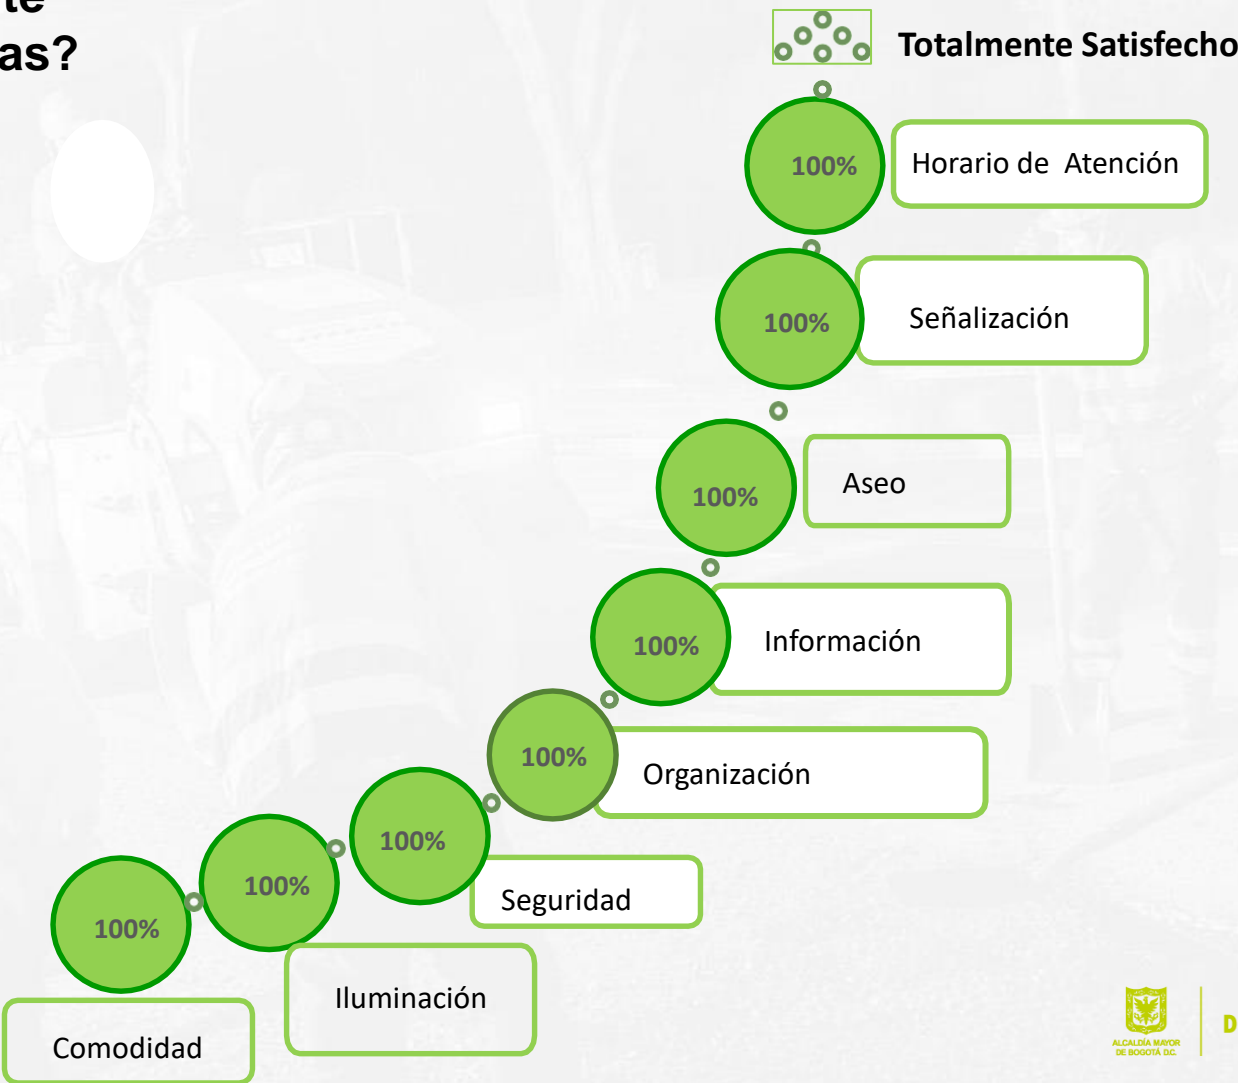 te
as?
Totalmente Satisfecho
100%
Horario de Atención
100%
Señalización
100%
Aseo
100%
Información
100%
Organización
100%
Seguridad
100%
Iluminación
100%
Comodidad
ALCALDÍA MAYOR
DE BOGOTÁ D.C.
D